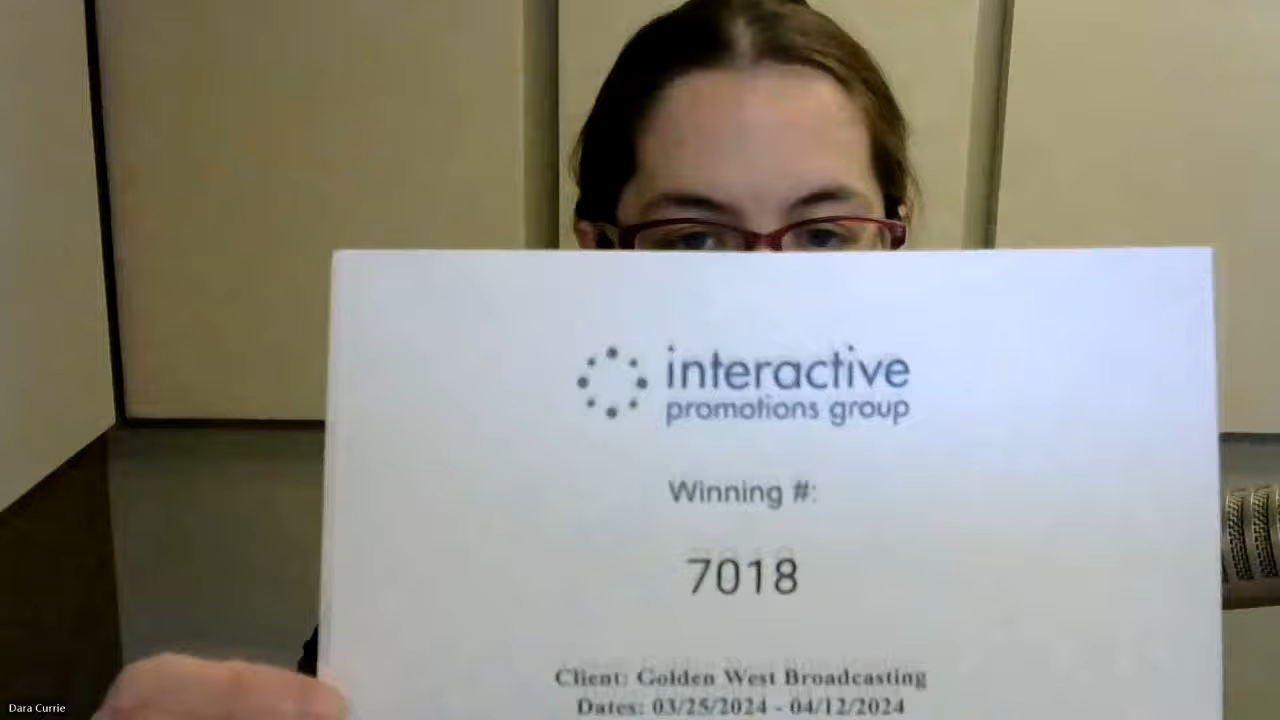 interactive
promotions group
Winning #:
7018
Client: Golden West Broadcasting
Dates: 03/25/2024 - 04/12/2024
Dara Currie